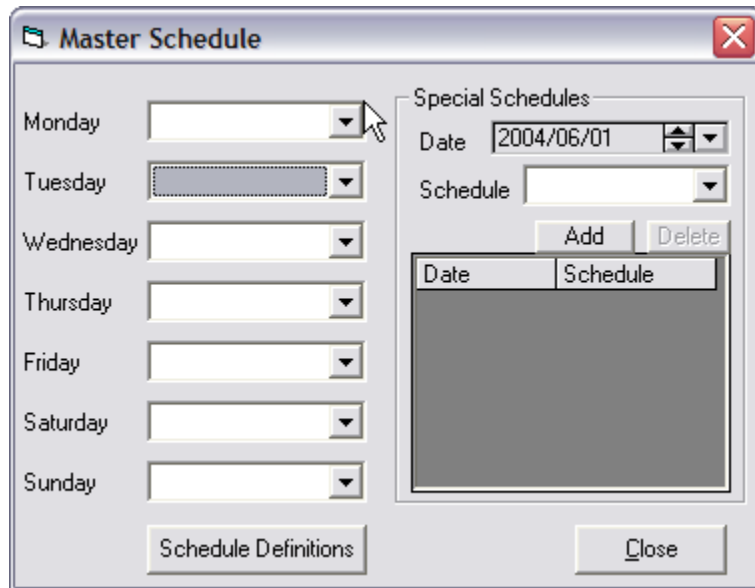 Master Schedule
Monday
Tuesday
Wednesday
Thursday
Friday
Saturday
Sunday
Schedule Definitions
Special Schedules
Date 2004/06/01
Schedule
Add Delete
Date Schedule
Close